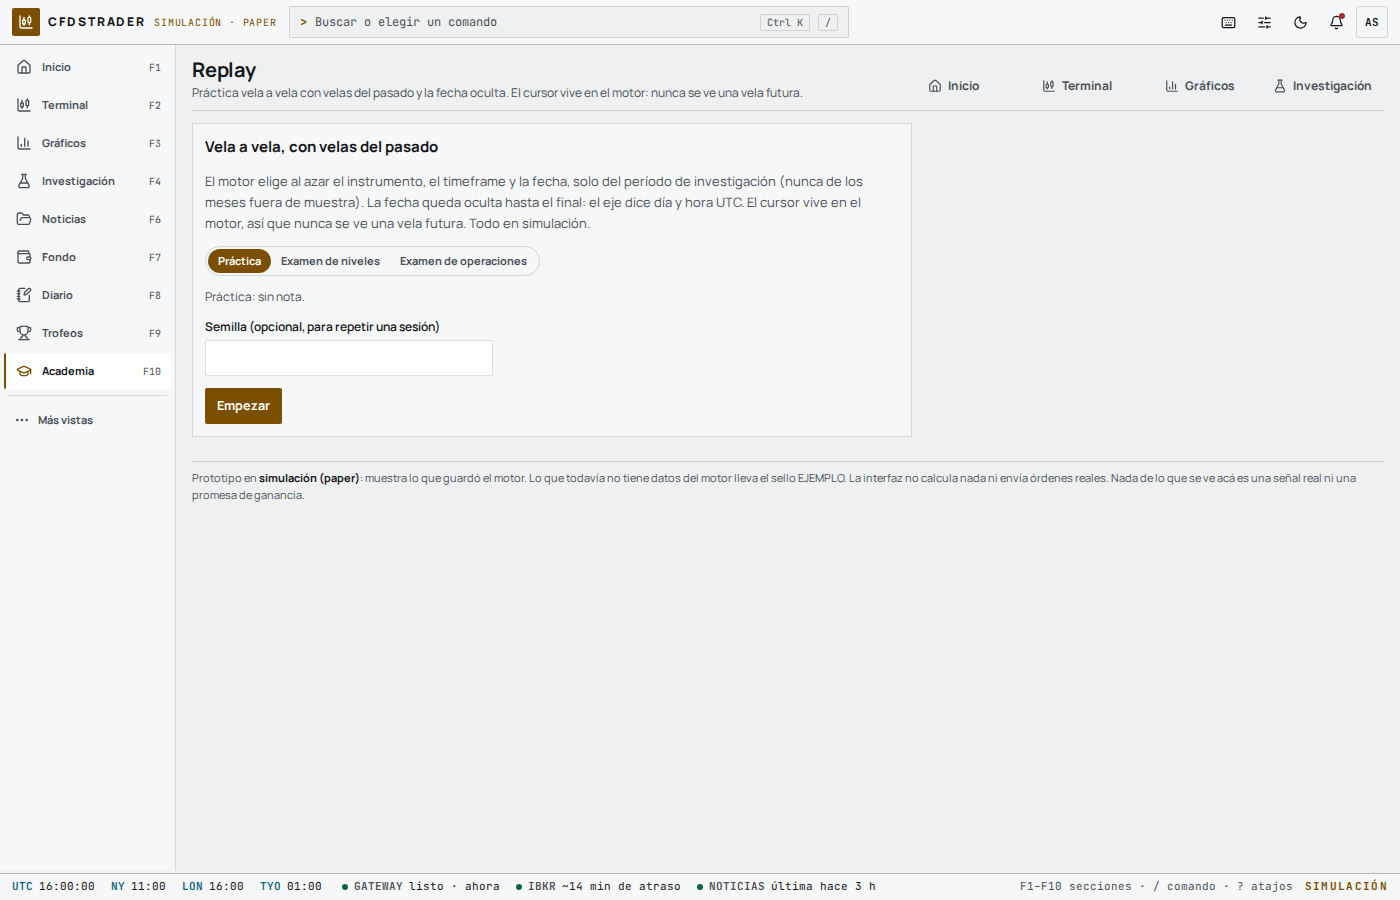 CFDSTRADER SIMULACIÓN · PAPER
> Buscar o elegir un comando Ctrl K /
AS
Inicio F1
Terminal F2
Gráficos F3
Investigación F4
Noticias F6
Fondo F7
Diario F8
Trofeos F9
Academia F10
Más vistas
Replay
Práctica vela a vela con velas del pasado y la fecha oculta. El cursor vive en el motor: nunca se ve una vela futura.
Inicio Terminal Gráficos Investigación
Vela a vela, con velas del pasado
El motor elige al azar el instrumento, el timeframe y la fecha, solo del período de investigación (nunca de los
meses fuera de muestra). La fecha queda oculta hasta el final: el eje dice día y hora UTC. El cursor vive en el
motor, así que nunca se ve una vela futura. Todo en simulación.
Práctica Examen de niveles Examen de operaciones
Práctica: sin nota.
Semilla (opcional, para repetir una sesión)
Empezar
Prototipo en simulación (paper): muestra lo que guardó el motor. Lo que todavía no tiene datos del motor lleva el sello EJEMPLO. La interfaz no calcula nada ni envía órdenes reales. Nada de lo que se ve acá es una señal real ni una
promesa de ganancia.
UTC 16:00:00 NY 11:00 LON 16:00 TYO 01:00 GATEWAY listo · ahora IBKR ~14 min de atraso NOTICIAS última hace 3 h F1–F10 secciones · / comando · ? atajos SIMULACIÓN